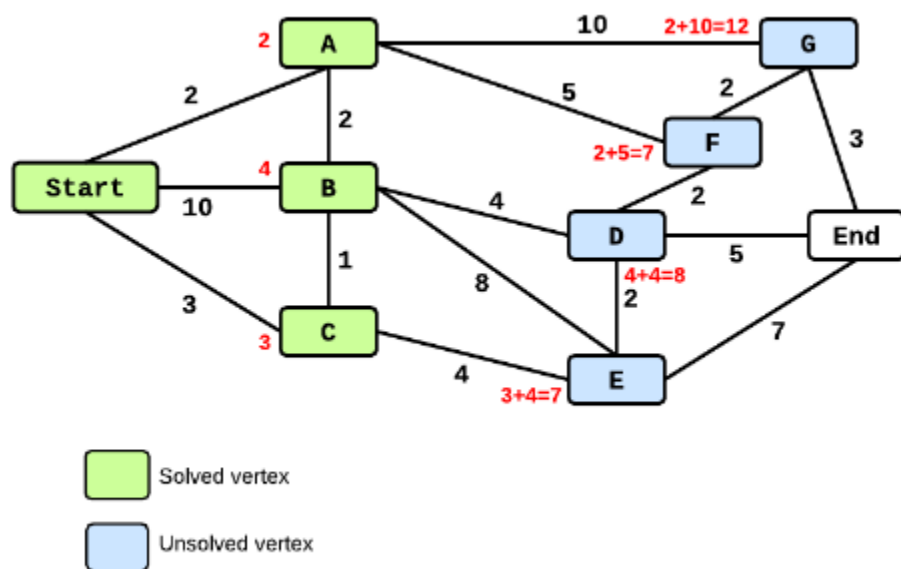 2 A 10 2+10=12 G
2 5 2
2 2+5=7 F 3
4
Start 10 B 4 2
D 5 End
1 8 4+4=8
3 2
3 C 7
4 3+4=7 E
Solved vertex
Unsolved vertex